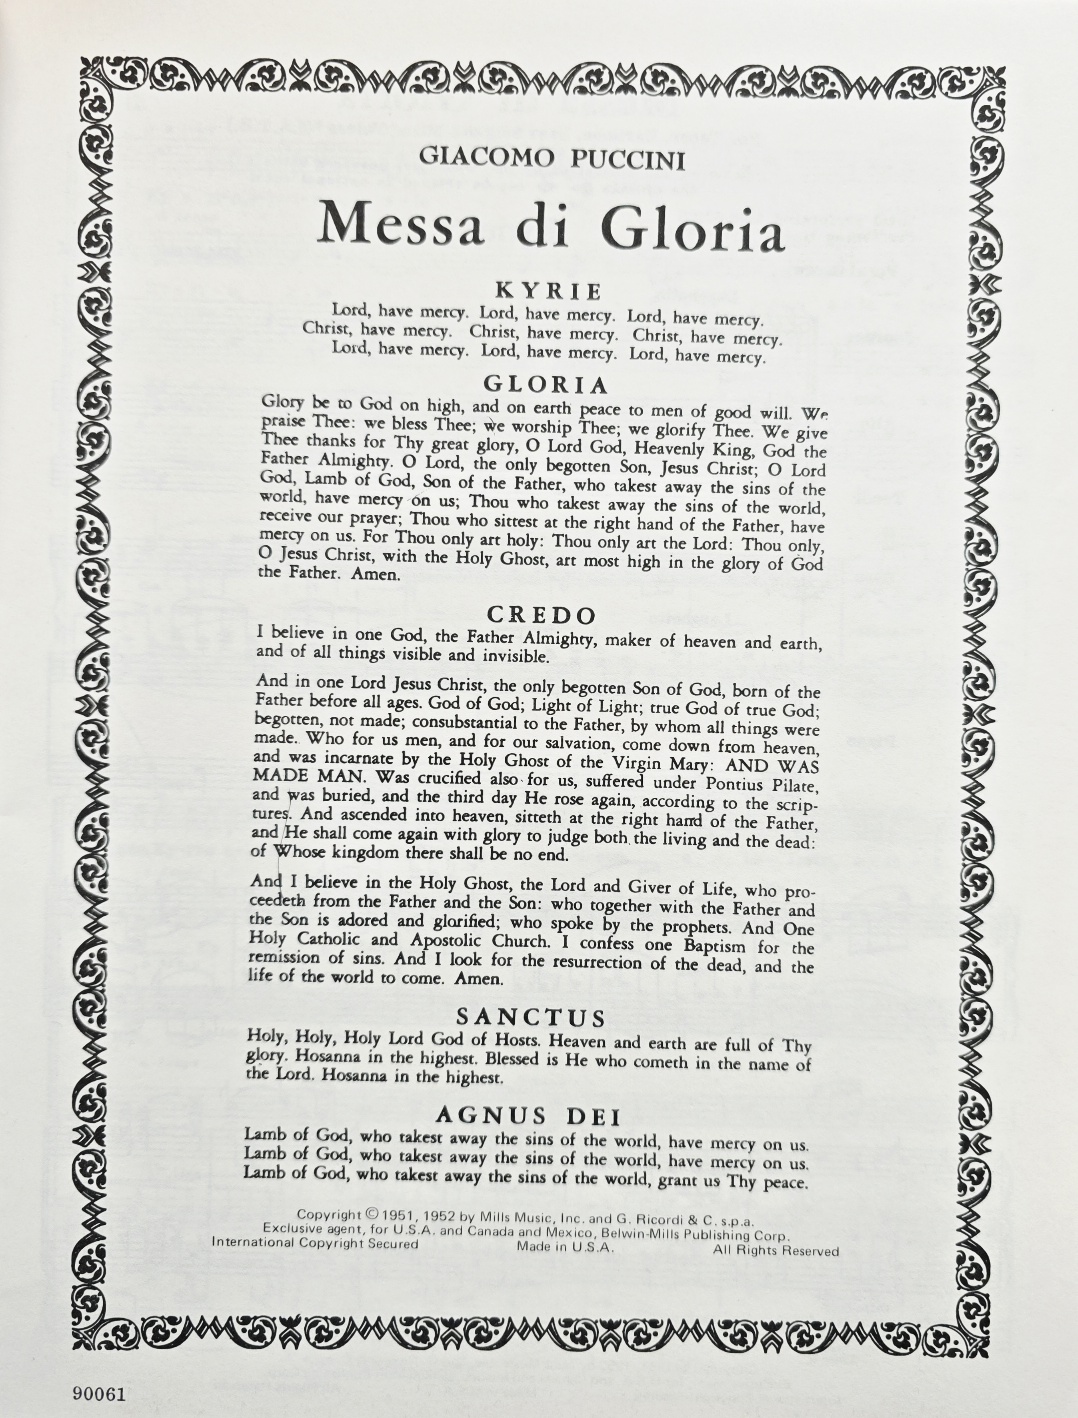 GIACOMO PUCCINI
Messa di Gloria
KYRIE
Lord, have mercy. Lord, have mercy. Lord, have mercy.
Christ, have mercy. Christ, have mercy. Christ, have mercy.
Lord, have mercy. Lord, have mercy. Lord, have mercy.
GLORIA
Glory be to God on high, and on earth peace to men of good will. We
praise Thee: we bless Thee; we worship Thee; we glorify Thee. We give
Thee thanks for Thy great glory, O Lord God, Heavenly King, God the
Father Almighty. O Lord, the only begotten Son, Jesus Christ; O Lord
God, Lamb of God, Son of the Father, who takest away the sins of the
world, have mercy on us; Thou who takest away the sins of the world,
receive our prayer; Thou who sittest at the right hand of the Father, have
mercy on us. For Thou only art holy: Thou only art the Lord: Thou only,
O Jesus Christ, with the Holy Ghost, art most high in the glory of God
the Father. Amen.
CREDO
I believe in one God, the Father Almighty, maker of heaven and earth,
and of all things visible and invisible.
And in one Lord Jesus Christ, the only begotten Son of God, born of the
Father before all ages. God of God; Light of Light; true God of true God;
begotten, not made; consubstantial to the Father, by whom all things were
made. Who for us men, and for our salvation, come down from heaven,
and was incarnate by the Holy Ghost of the Virgin Mary: AND WAS
MADE MAN. Was crucified also for us, suffered under Pontius Pilate,
and was buried, and the third day He rose again, according to the scrip-
tures. And ascended into heaven, sitteth at the right hand of the Father,
and He shall come again with glory to judge both the living and the dead:
of Whose kingdom there shall be no end.
And I believe in the Holy Ghost, the Lord and Giver of Life, who pro-
ceedeth from the Father and the Son: who together with the Father and
the Son is adored and glorified; who spoke by the prophets. And One
Holy Catholic and Apostolic Church. I confess one Baptism for the
remission of sins. And I look for the resurrection of the dead, and the
life of the world to come. Amen.
SANCTUS
Holy, Holy, Holy Lord God of Hosts. Heaven and earth are full of Thy
glory. Hosanna in the highest. Blessed is He who cometh in the name of
the Lord. Hosanna in the highest.
AGNUS DEI
Lamb of God, who takest away the sins of the world, have mercy on us.
Lamb of God, who takest away the sins of the world, have mercy on us.
Lamb of God, who takest away the sins of the world, grant us Thy peace.
Copyright © 1951, 1952 by Mills Music, Inc. and G. Ricordi & C. s.p.a.
Exclusive agent, for U.S.A. and Canada and Mexico, Belwin-Mills Publishing Corp.
International Copyright Secured Made in U.S.A. All Rights Reserved
90061